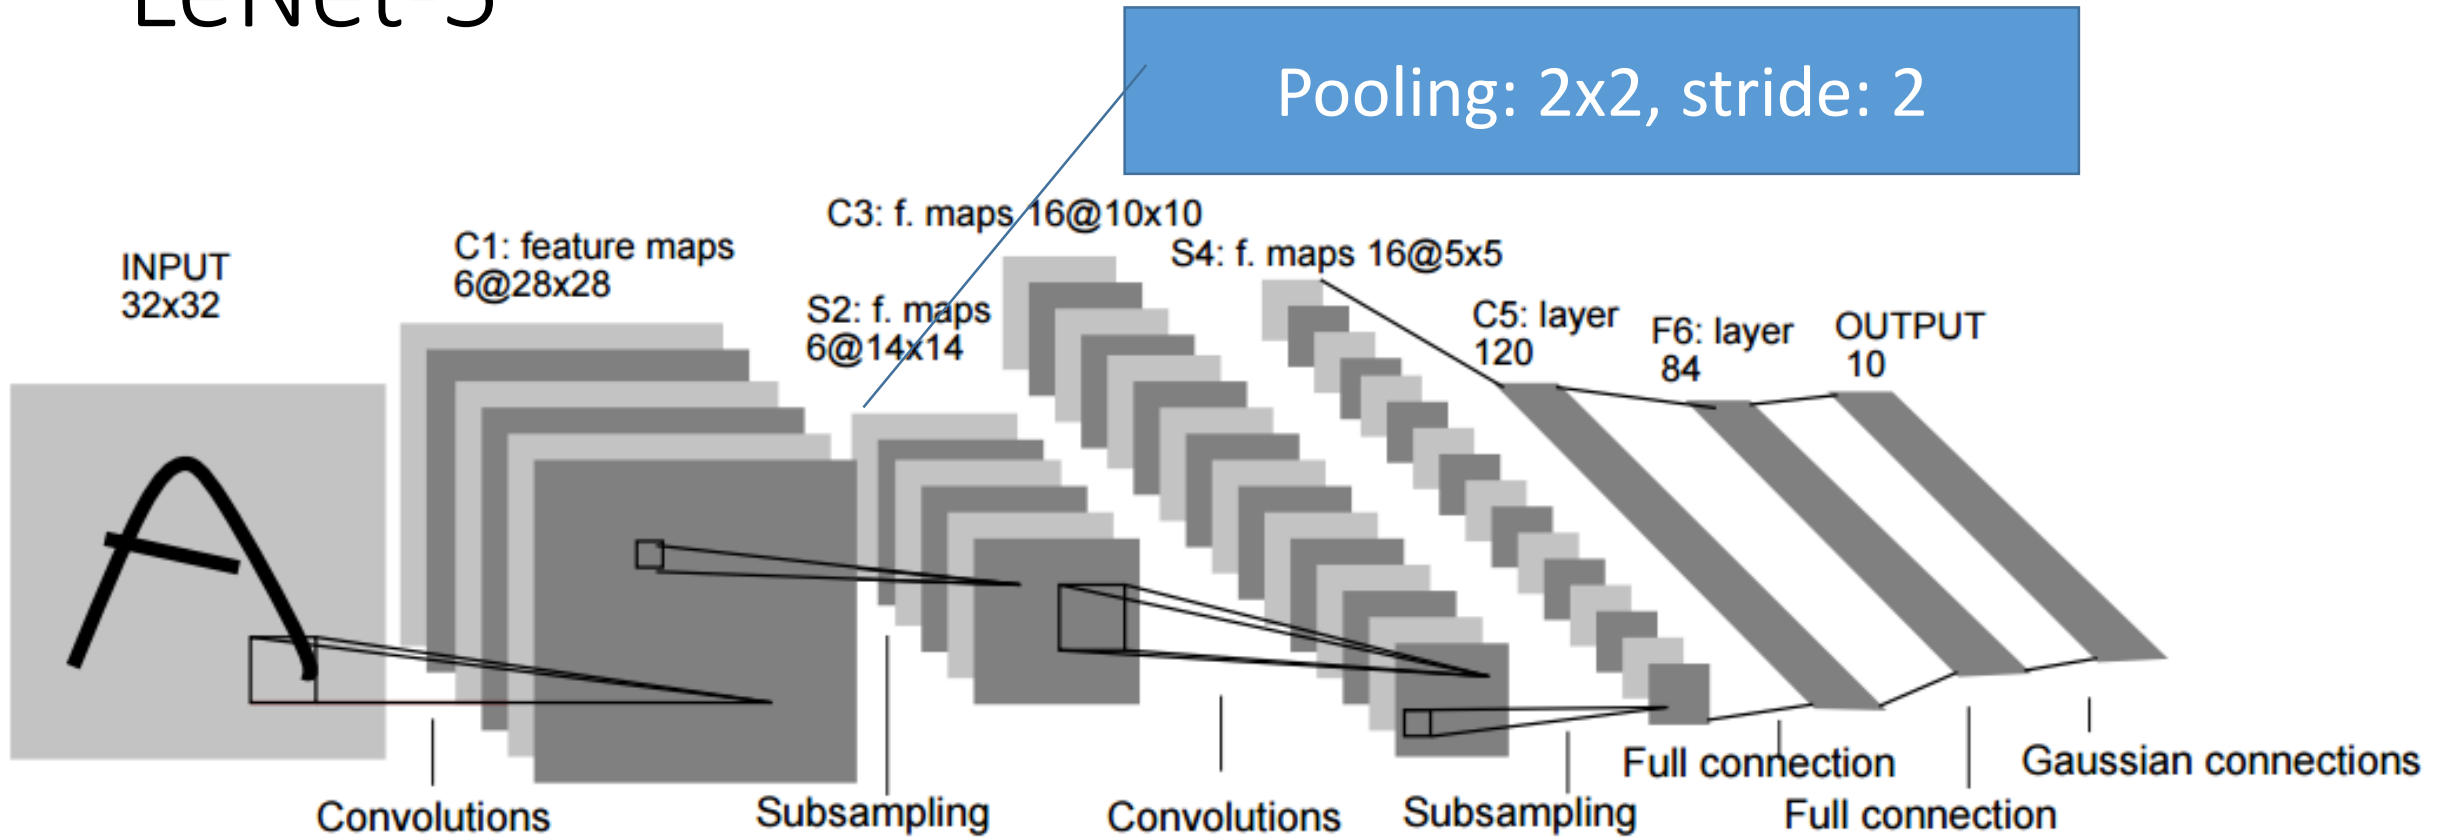 LeNet-5
Pooling: 2x2, stride: 2
INPUT
32x32
C1: feature maps
6@28x28
C3: f. maps 16@10x10
S2: f. maps
6@14x14
S4: f. maps 16@5x5
C5: layer
120
F6: layer
84
OUTPUT
10
Convolutions
Subsampling
Convolutions
Subsampling
Full connection
Full connection
Gaussian connections